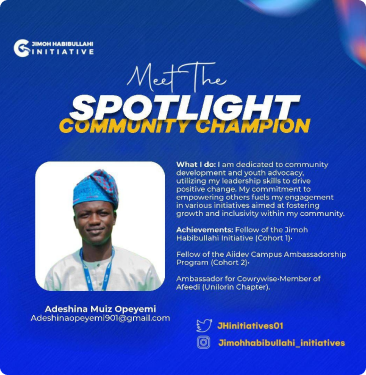 JIMOH HABIBULLAHI
INITIATIVE
Meet The
SPOTLIGHT
COMMUNITY CHAMPION
What I do: I am dedicated to community
development and youth advocacy,
utilizing my leadership skills to drive
positive change. My commitment to
empowering others fuels my engagement
in various initiatives aimed at fostering
growth and inclusivity within my community.
Achievements: Fellow of the Jimoh
Habibullahi Initiative (Cohort 1)•
Fellow of the Aiidev Campus Ambassadorship
Program (Cohort 2)•
Ambassador for Cowrywise•Member of
Afeedi (Unilorin Chapter).
Adeshina Muiz Opeyemi
Adeshinaopeyemi901@gmail.com
JHinitiatives01
Jimohhabibullahi_initiatives